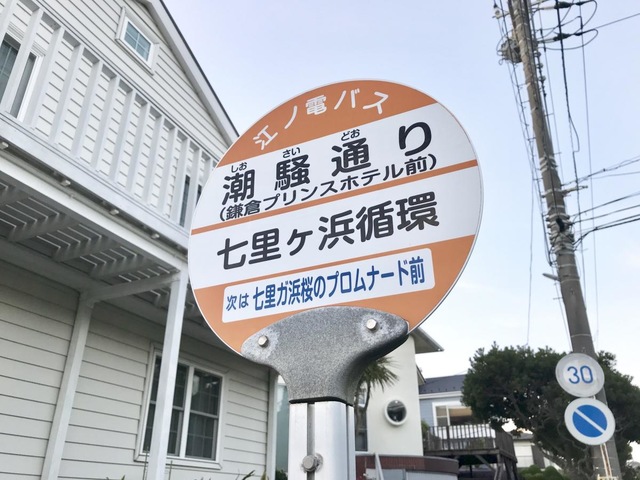 江ノ電バス
しお さい どお
潮騒通り
(鎌倉プリンスホテル前)
七里ヶ浜循環
次は 七里ガ浜桜のプロムナード前
30